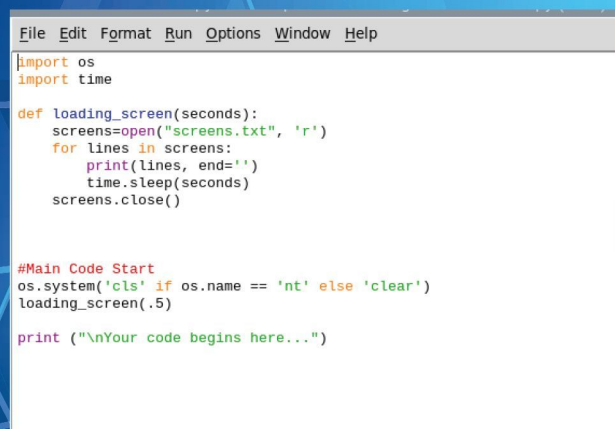 File Edit Format Run Options Window Help
import os
import time
def loading_screen(seconds):
    screens=open("screens.txt", 'r')
    for lines in screens:
        print(lines, end='')
        time.sleep(seconds)
    screens.close()
#Main Code Start
os.system('cls' if os.name == 'nt' else 'clear')
loading_screen(.5)
print ("\nYour code begins here...")